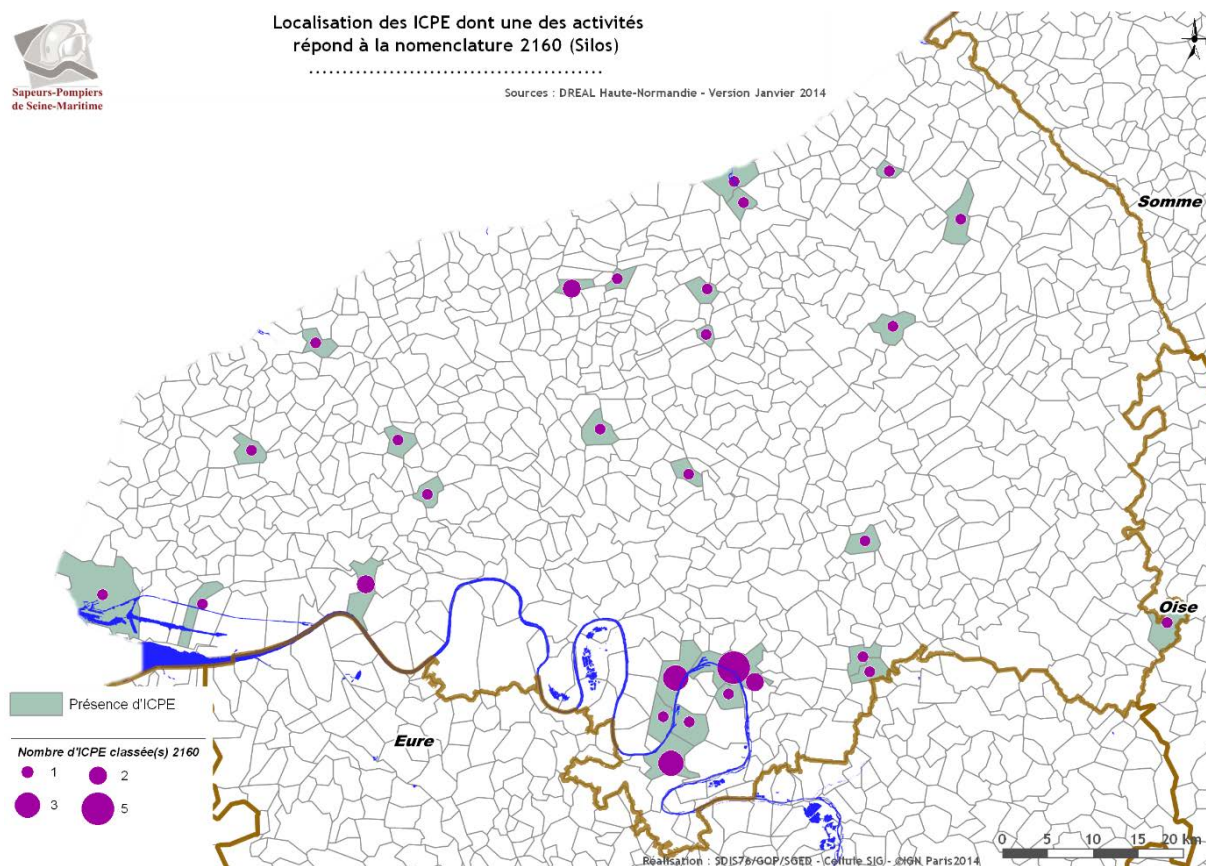 Localisation des ICPE dont une des activités
répond à la nomenclature 2160 (Silos)
Sapeurs-Pompiers
de Seine-Maritime
Sources : DREAL Haute-Normandie - Version Janvier 2014
Somme
Oise
Présence d'ICPE
Eure
Nombre d'ICPE classée(s) 2160
1 2
3 5
0 5 10 15 20 km
Réalisation : SDIS76/GOP/SGED - Cellule SIG - ©IGN Paris2014